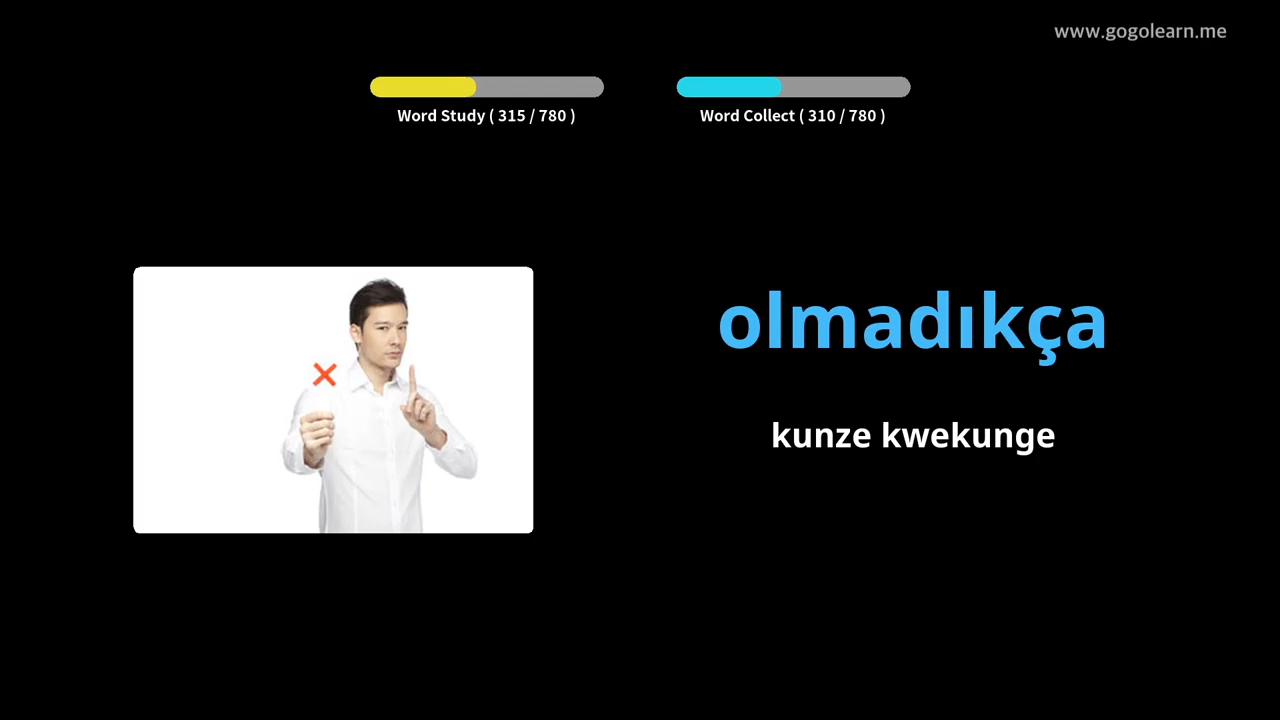 www.gogolearn.me
Word Study ( 315 / 780 )
Word Collect ( 310 / 780 )
olmadıkça
kunze kwekunge